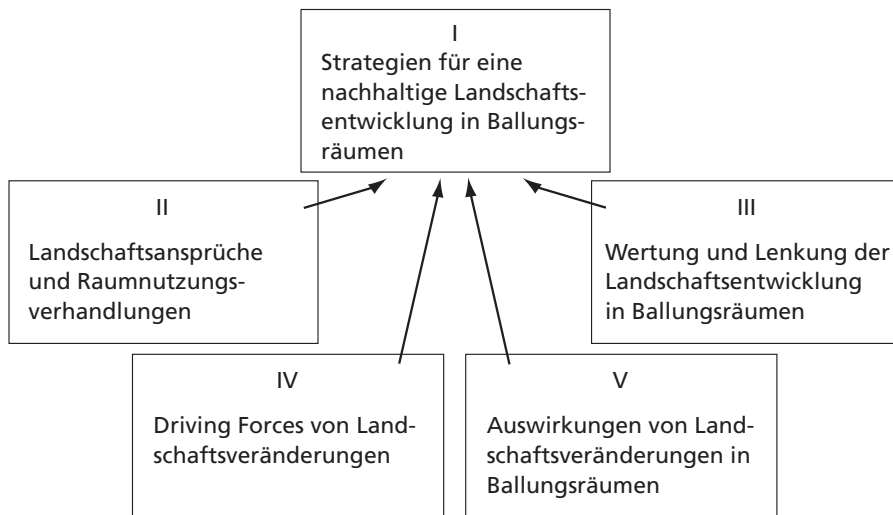 I
Strategien für eine
nachhaltige Landschafts-
entwicklung in Ballungs-
räumen
II
Landschaftsansprüche
und Raumnutzungs-
verhandlungen
III
Wertung und Lenkung der
Landschaftsentwicklung
in Ballungsräumen
IV
Driving Forces von Land-
schaftsveränderungen
V
Auswirkungen von Land-
schaftsveränderungen in
Ballungsräumen